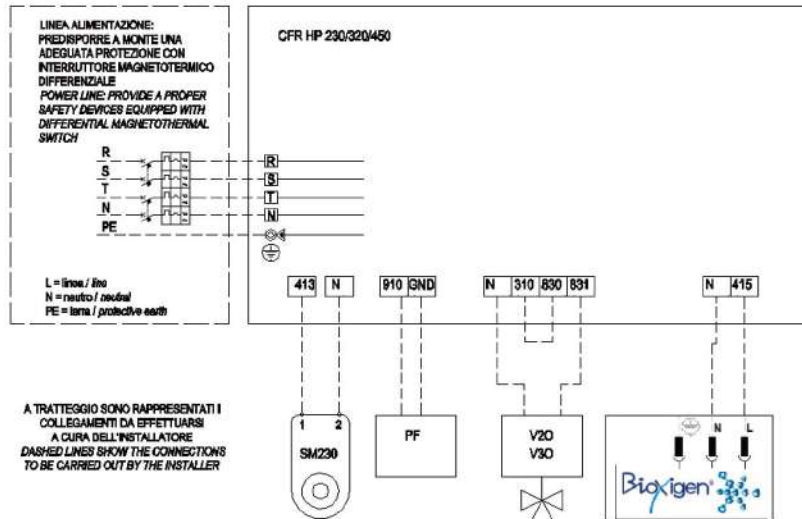 LINEA ALIMENTAZIONE:
PREDISPORRE A MONTE UNA
ADEGUATA PROTEZIONE CON
INTERRUTTORE MAGNETOTERMICO
DIFFERENZIALE
POWER LINE: PROVIDE A PROPER
SAFETY DEVICES EQUIPPED WITH
DIFFERENTIAL MAGNETOTHERMAL
SWITCH
CFR HP 230/320/450
R
S
T
N
PE
R
S
T
N
L = linea / line
N = neutro / neutral
PE = terra / protective earth
413 N 910 GND N 310 830 831 N 415
A TRATTEGGIO SONO RAPPRESENTATI I
COLLEGAMENTI DA EFFETTUARSI
A CURA DELL'INSTALLATORE
DASHED LINES SHOW THE CONNECTIONS
TO BE CARRIED OUT BY THE INSTALLER
1 2
SM230
PF
V2O
V3O
N L
Bioxigen®